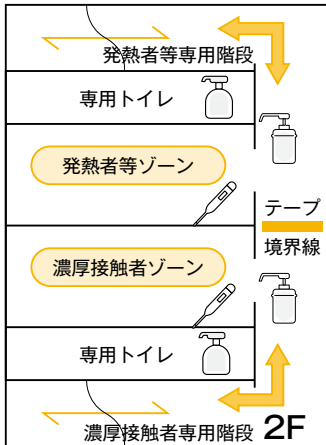 発熱者等専用階段
専用トイレ
発熱者等ゾーン
テープ
境界線
濃厚接触者ゾーン
専用トイレ
濃厚接触者専用階段 2F